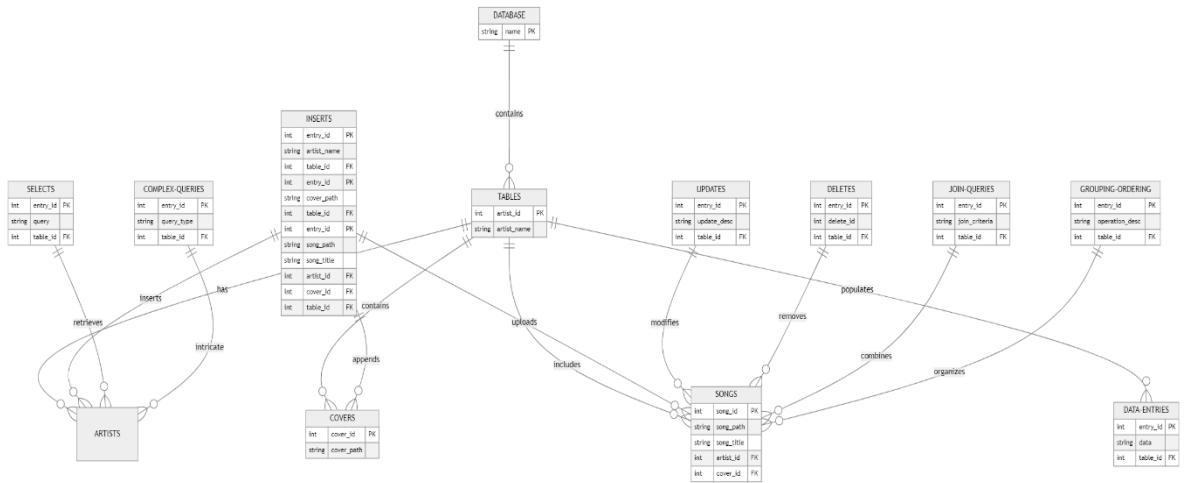 DATABASE
string name PK
contains
INSERTS
int entry_id PK
string artist_name
int table_id FK
int entry_id PK
string cover_path
int table_id FK
int entry_id PK
string song_path
string song_title
int artist_id FK
int cover_id FK
int table_id FK
SELECTS
int entry_id PK
string query
int table_id FK
COMPLEX-QUERIES
int entry_id PK
string query_type
int table_id FK
TABLES
int artist_id PK
string artist_name
UPDATES
int entry_id PK
string update_desc
int table_id FK
DELETES
int entry_id PK
int delete_id
int table_id FK
JOIN-QUERIES
int entry_id PK
string join_criteria
int table_id FK
GROUPING-ORDERING
int entry_id PK
string operation_desc
int table_id FK
inserts
has
contains
populates
retrieves
uploads
modifies
removes
intricate
appends
includes
combines
organizes
ARTISTS
COVERS
int cover_id PK
string cover_path
SONGS
int song_id PK
string song_path
string song_title
int artist_id FK
int cover_id FK
DATA-ENTRIES
int entry_id PK
string data
int table_id FK